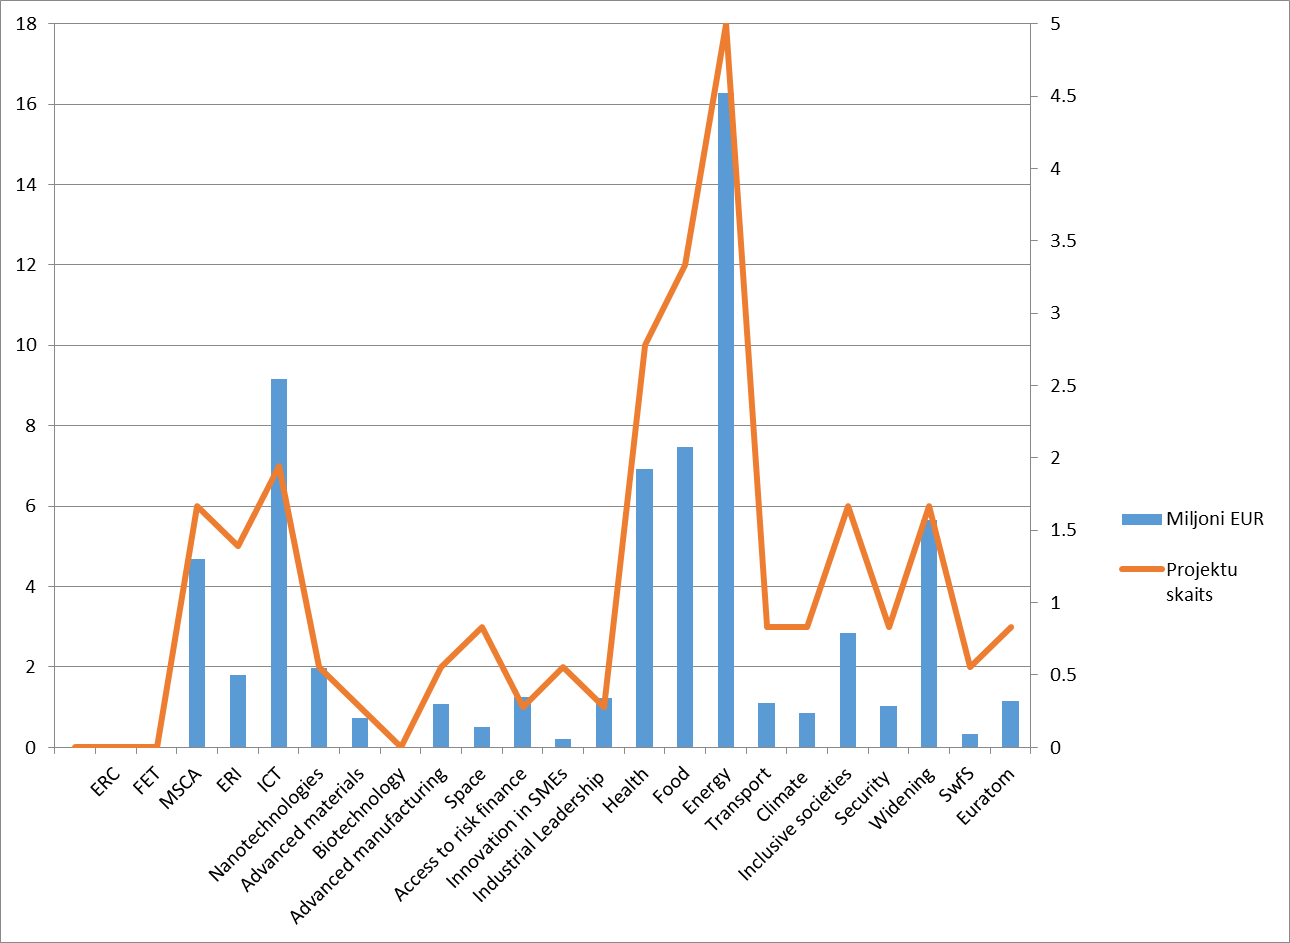 18
16
14
12
10
8
6
4
2
0
5
4.5
4
3.5
3
2.5
2
1.5
1
0.5
0
ERC
FET
MSCA
ERI
ICT
Nanotechnologies
Advanced materials
Biotechnology
Advanced manufacturing
Space
Access to risk finance
Innovation in SMEs
Industrial Leadership
Health
Food
Energy
Transport
Climate
Inclusive societies
Security
Widening
SwfS
Euratom
Miljoni EUR
Projektu
skaits